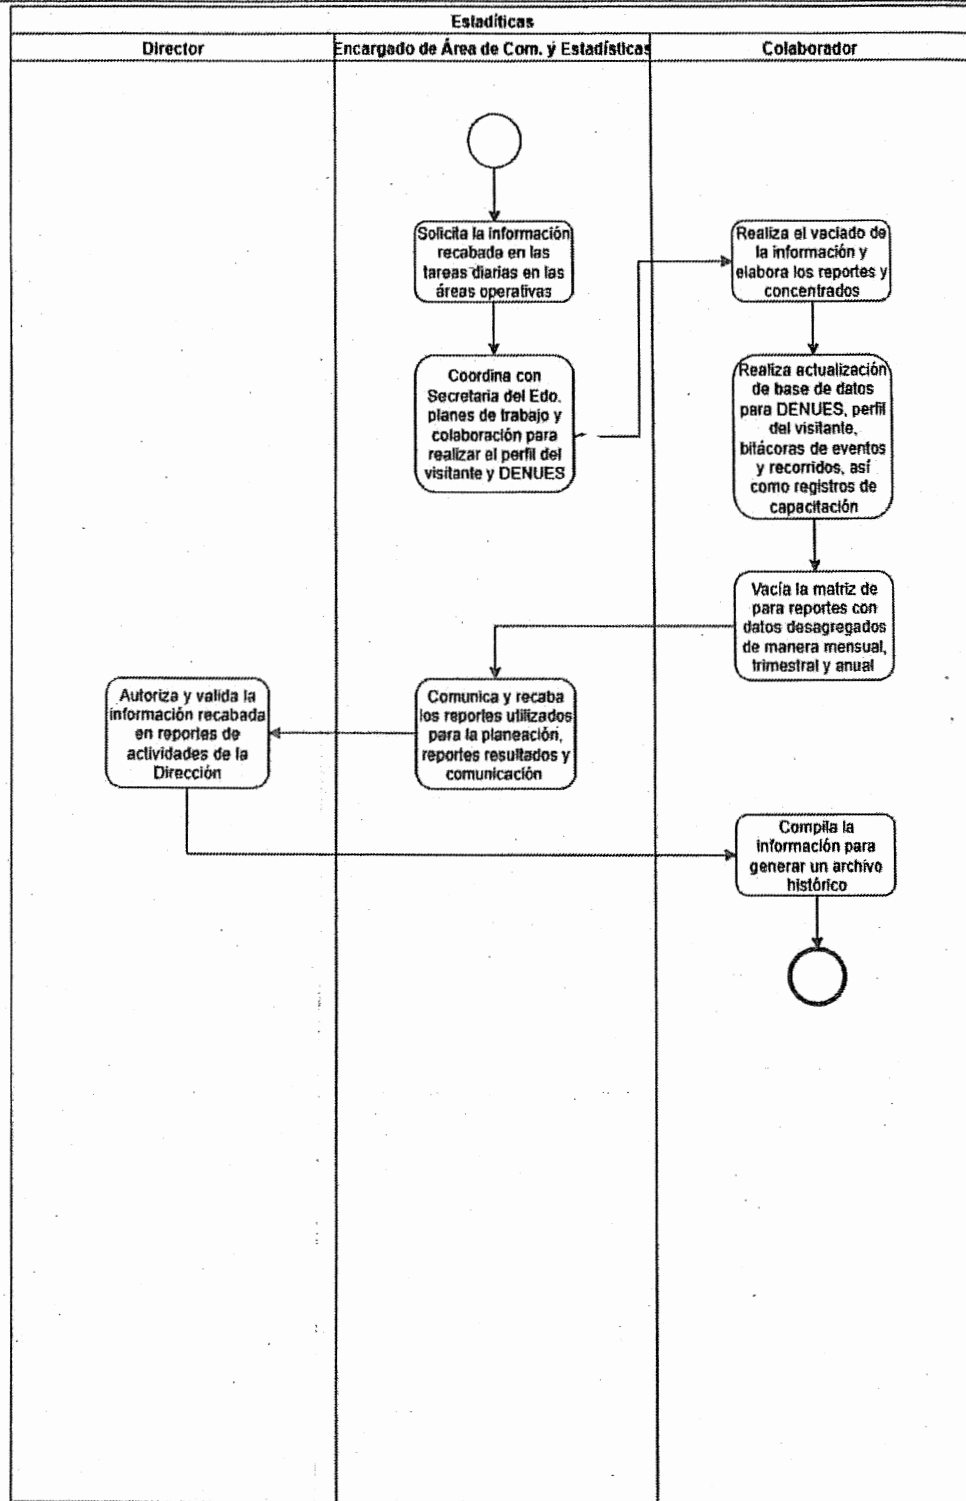 Estadíticas
Director
Encargado de Área de Com. y Estadísticas
Colaborador
Solicita la información
recabada en las
tareas diarias en las
áreas operativas
Coordina con
Secretaria del Edo.
planes de trabajo y
colaboración para
realizar el perfil del
visitante y DENUES
Realiza el vaciado de
la información y
elabora los reportes y
concentrados
Realiza actualización
de base de datos
para DENUES, perfil
del visitante,
bitácoras de eventos
y recorridos, así
como registros de
capacitación
Vacía la matriz de
para reportes con
datos desagregados
de manera mensual,
trimestral y anual
Comunica y recaba
los reportes utilizados
para la planeación,
reportes resultados y
comunicación
Autoriza y valida la
información recabada
en reportes de
actividades de la
Dirección
Compila la
información para
generar un archivo
histórico